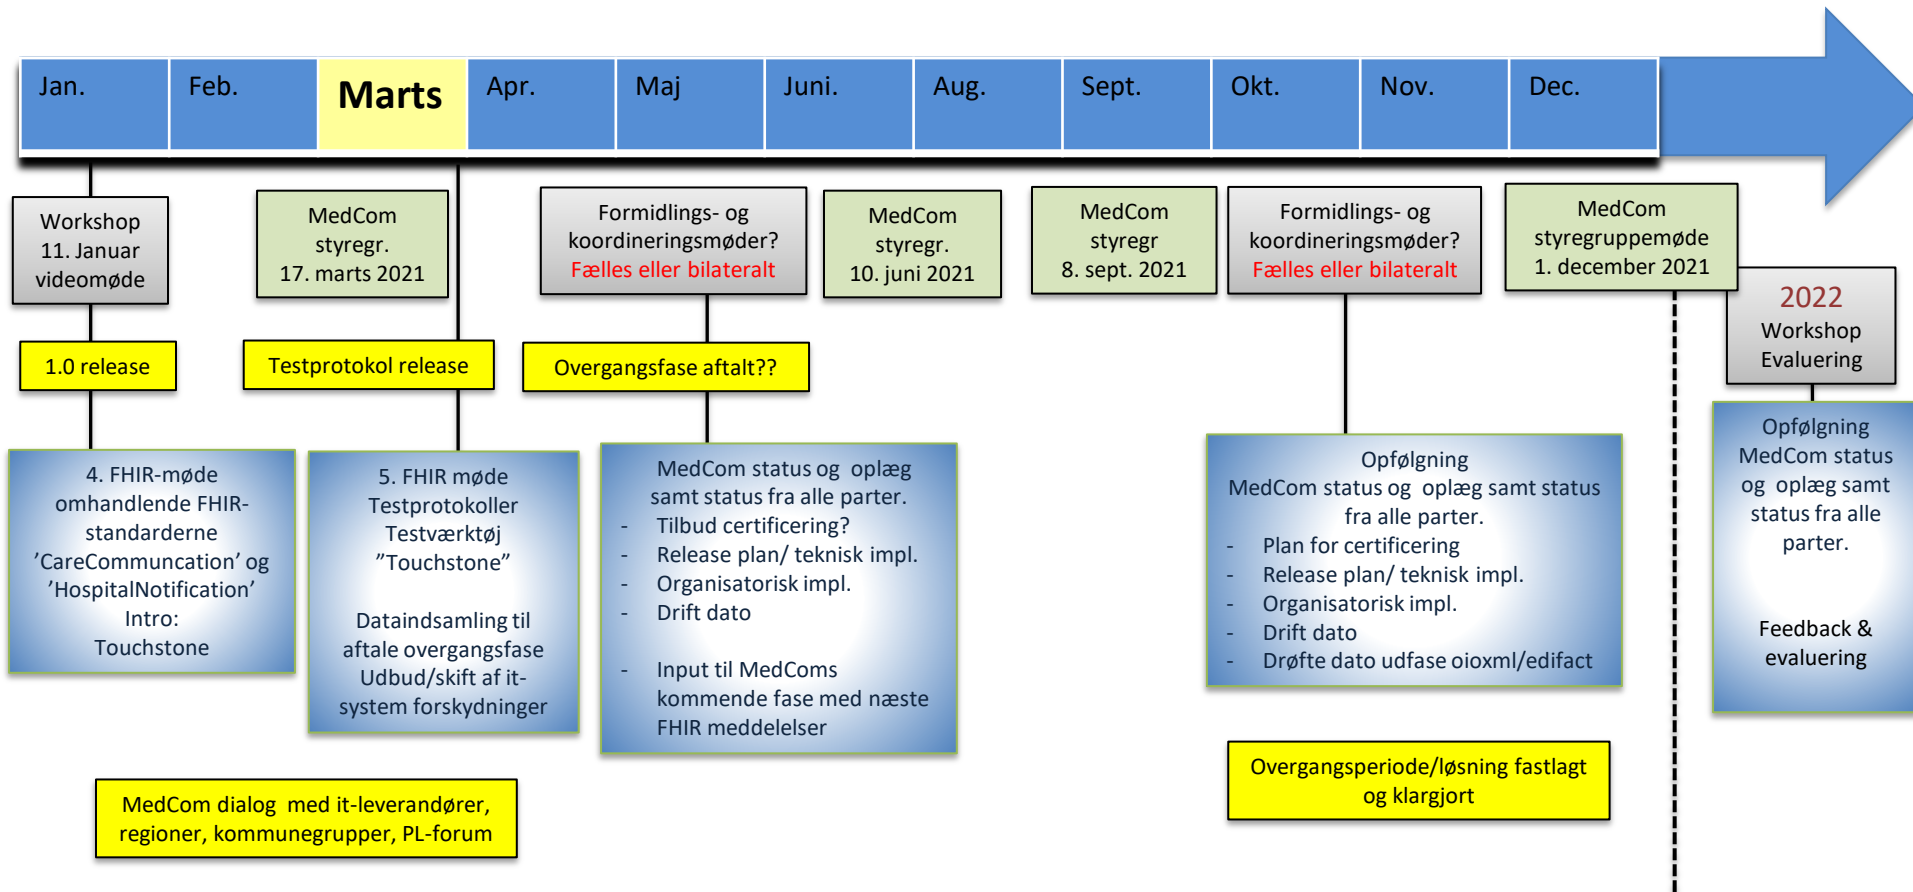 Jan.
Feb.
Marts
Apr.
Maj
Juni.
Aug.
Sept.
Okt.
Nov.
Dec.
Workshop
11. Januar
videomøde
MedCom
styregr.
17. marts 2021
Formidlings- og
koordineringsmøder?
Fælles eller bilateralt
MedCom
styregr.
10. juni 2021
MedCom
styregr
8. sept. 2021
Formidlings- og
koordineringsmøder?
Fælles eller bilateralt
MedCom
styregruppemøde
1. december 2021
2022
Workshop
Evaluering
1.0 release
Testprotokol release
Overgangsfase aftalt??
4. FHIR-møde
omhandlende FHIR-
standarderne
'CareCommuncation' og
'HospitalNotification'
Intro:
Touchstone
5. FHIR møde
Testprotokoller
Testværktøj
"Touchstone"
Dataindsamling til
aftale overgangsfase
Udbud/skift af it-
system forskydninger
MedCom status og oplæg
samt status fra alle parter.
- Tilbud certificering?
- Release plan/ teknisk impl.
- Organisatorisk impl.
- Drift dato
- Input til MedComs
kommende fase med næste
FHIR meddelelser
Opfølgning
MedCom status og oplæg samt status
fra alle parter.
- Plan for certificering
- Release plan/ teknisk impl.
- Organisatorisk impl.
- Drift dato
- Drøfte dato udfase oioxml/edifact
Opfølgning
MedCom status
og oplæg samt
status fra alle
parter.
Feedback &
evaluering
MedCom dialog med it-leverandører,
regioner, kommunegrupper, PL-forum
Overgangsperiode/løsning fastlagt
og klargjort